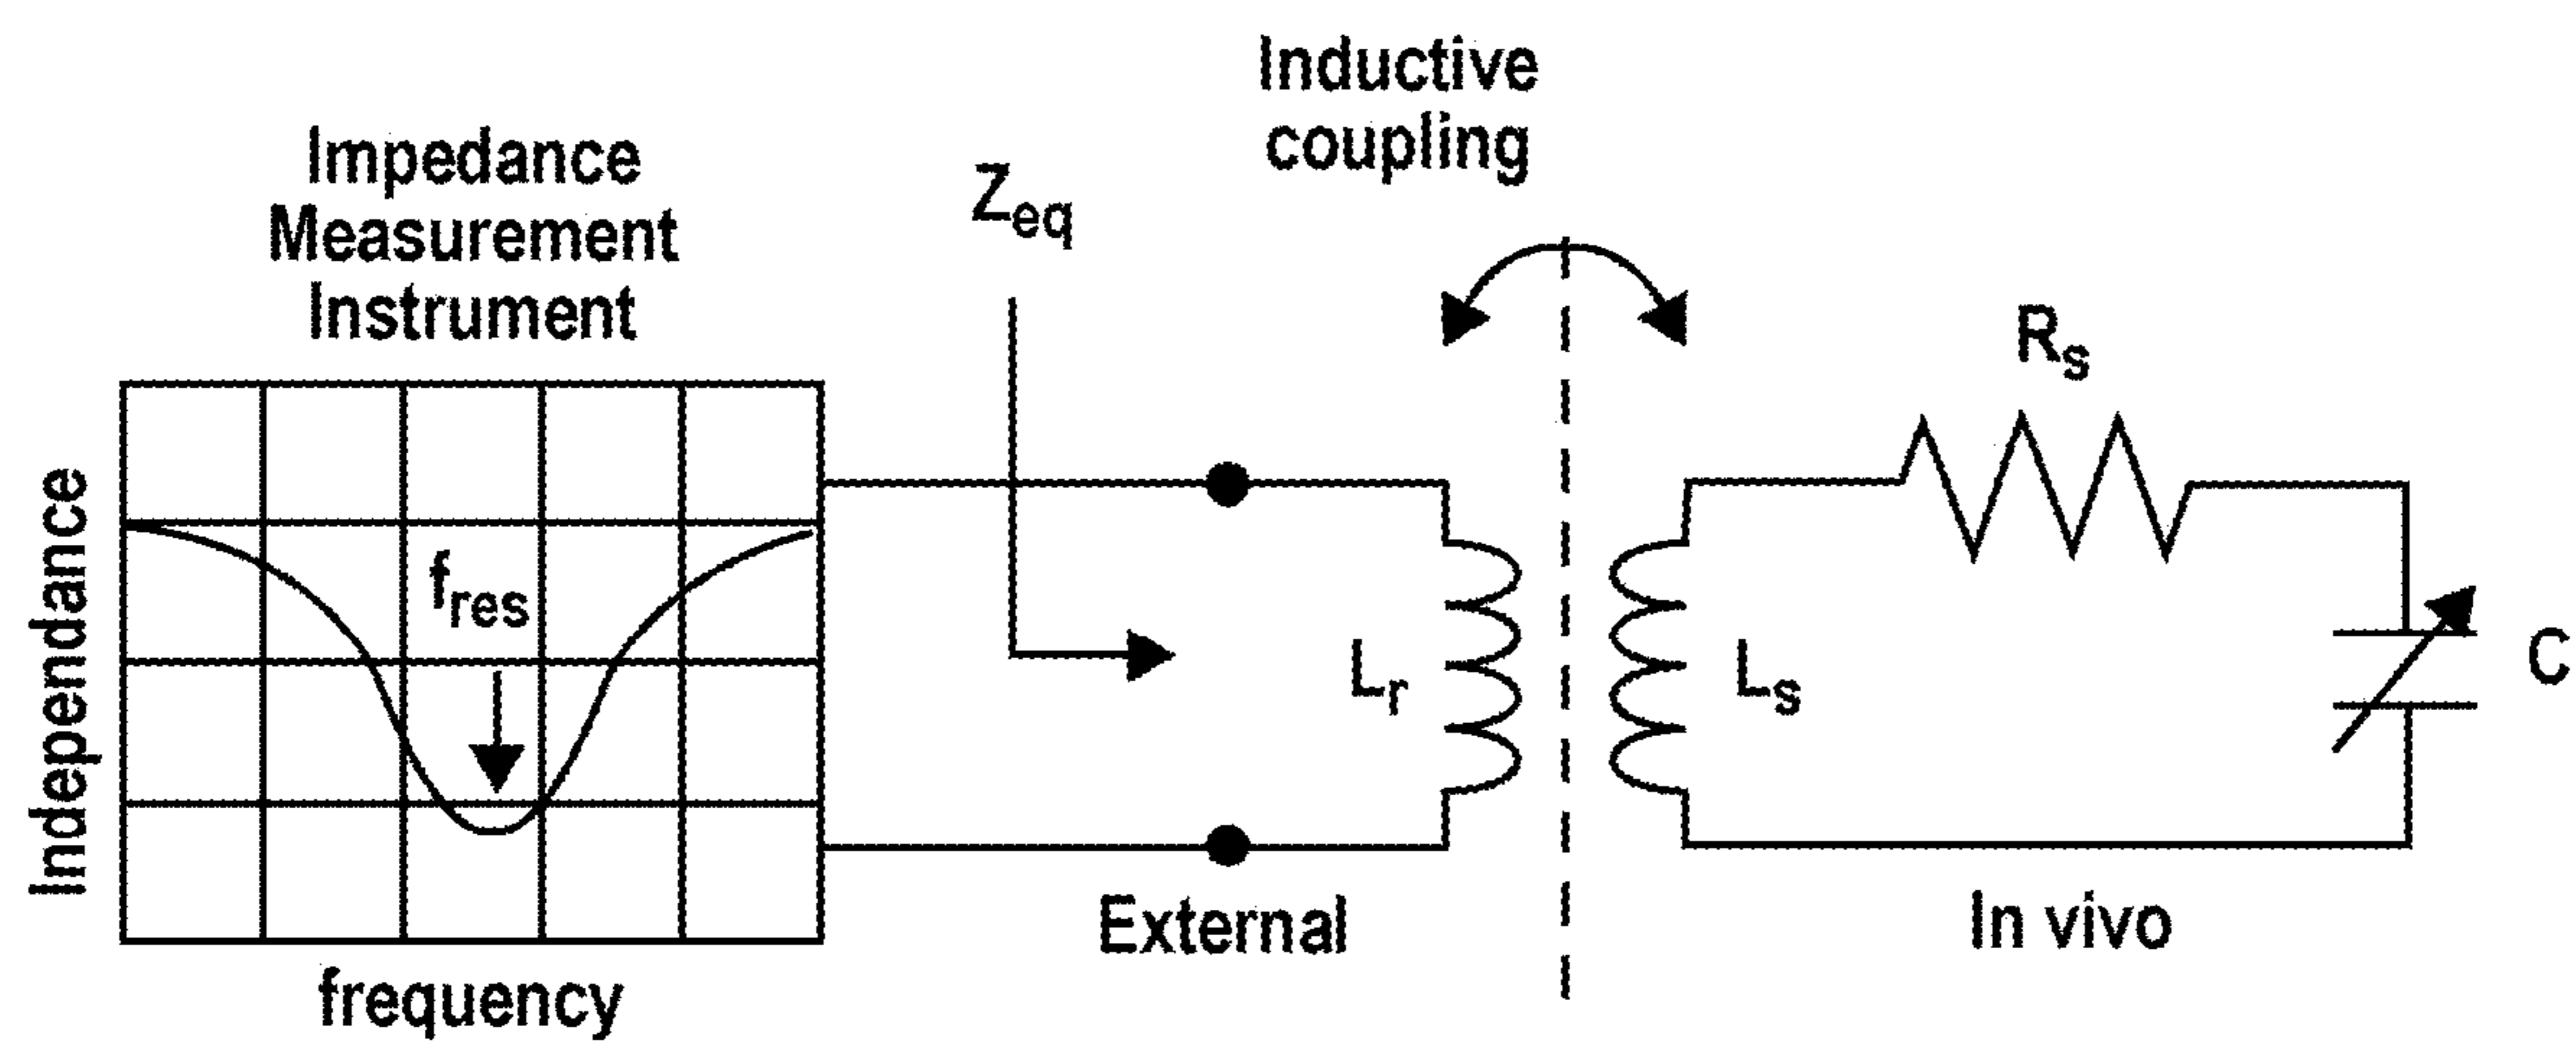 Inductive
coupling
Impedance
Measurement
Instrument
Zeq
Rs
Independance
fres
Lr
Ls
C
External
In vivo
frequency